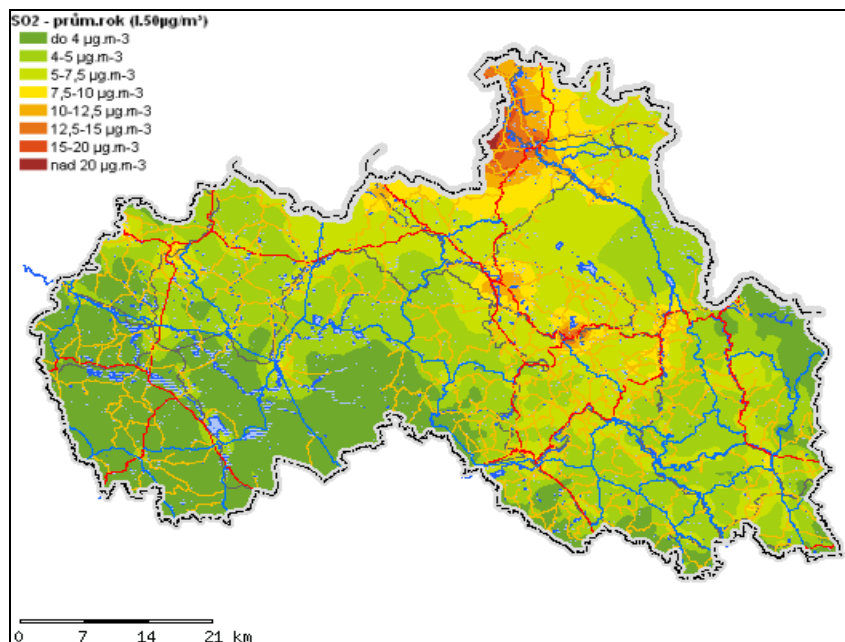 SO2 - prům.rok (I.50µg/m³)
do 4 µg.m-3
4-5 µg.m-3
5-7,5 µg.m-3
7,5-10 µg.m-3
10-12,5 µg.m-3
12,5-15 µg.m-3
15-20 µg.m-3
nad 20 µg.m-3
0 7 14 21 km